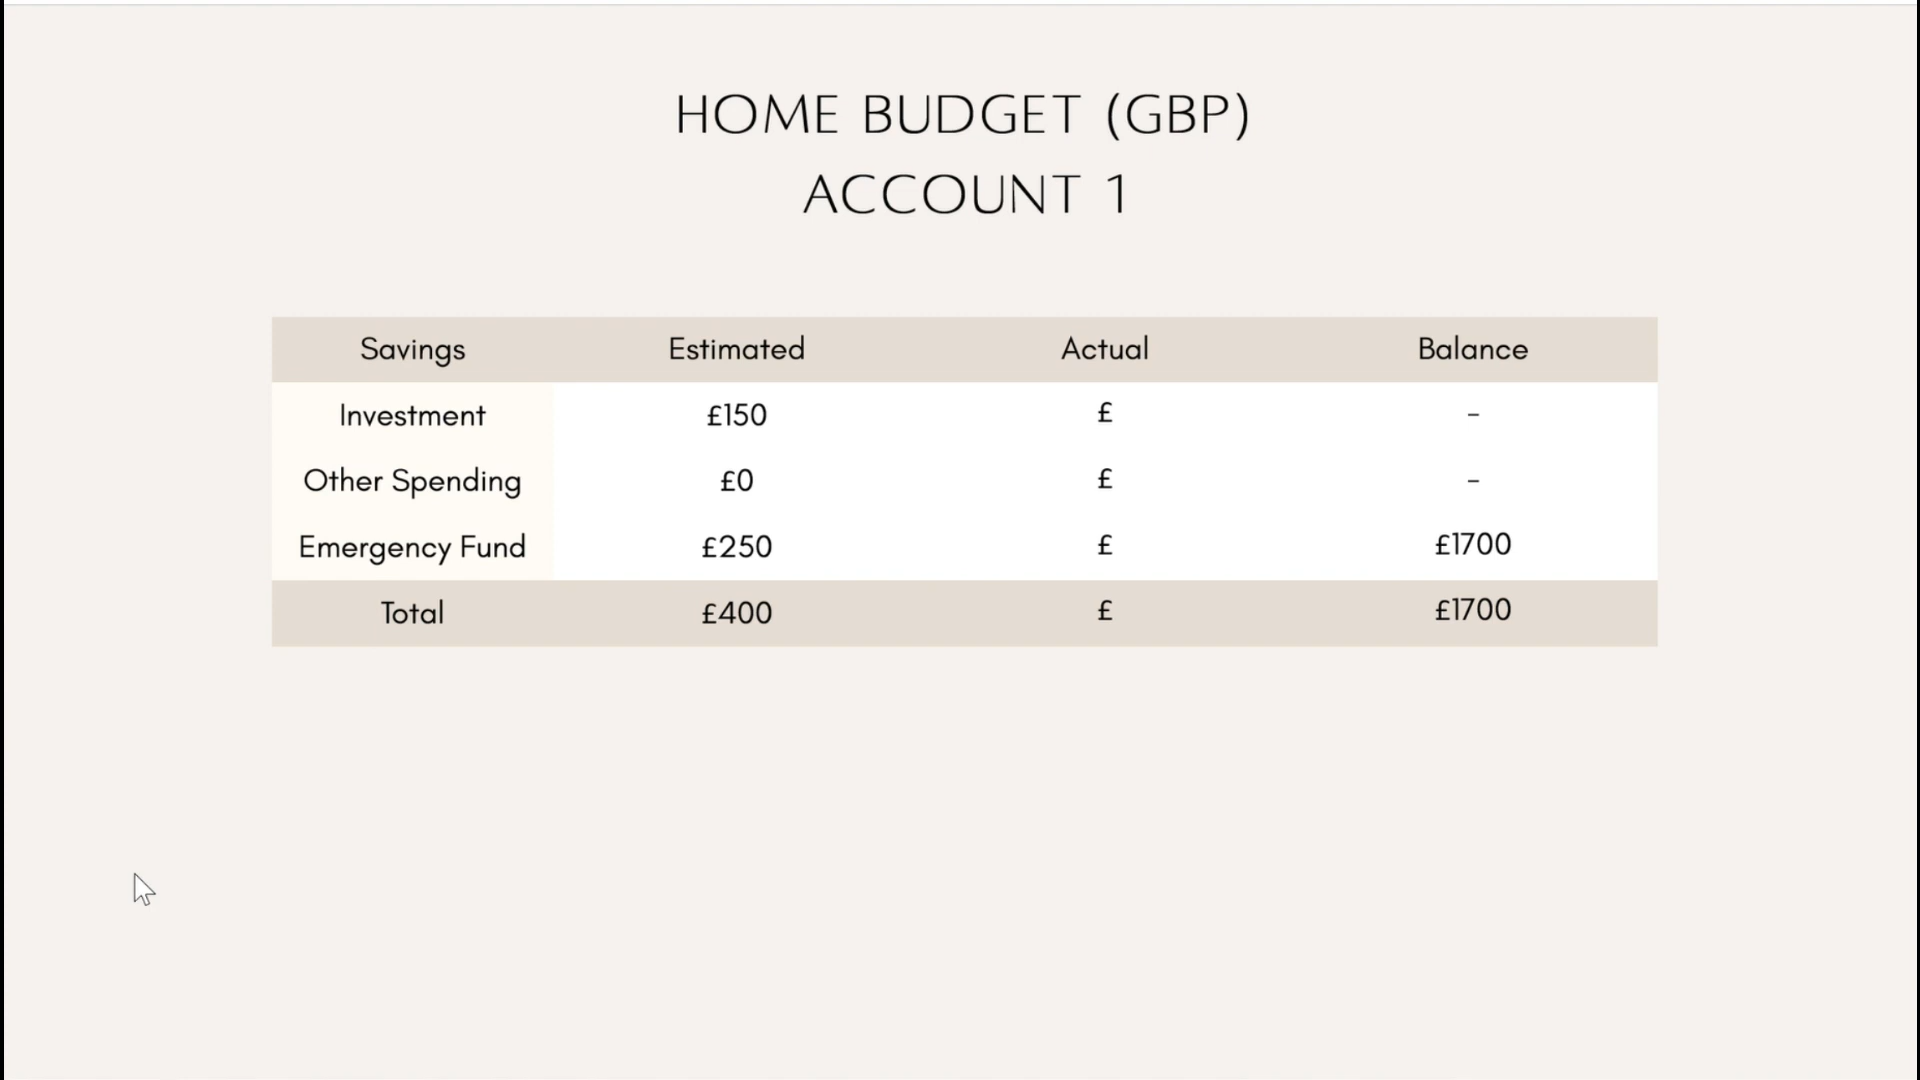 HOME BUDGET (GBP)
ACCOUNT 1
Savings Estimated Actual Balance
Investment £150 £ -
Other Spending £0 £ -
Emergency Fund £250 £ £1700
Total £400 £ £1700